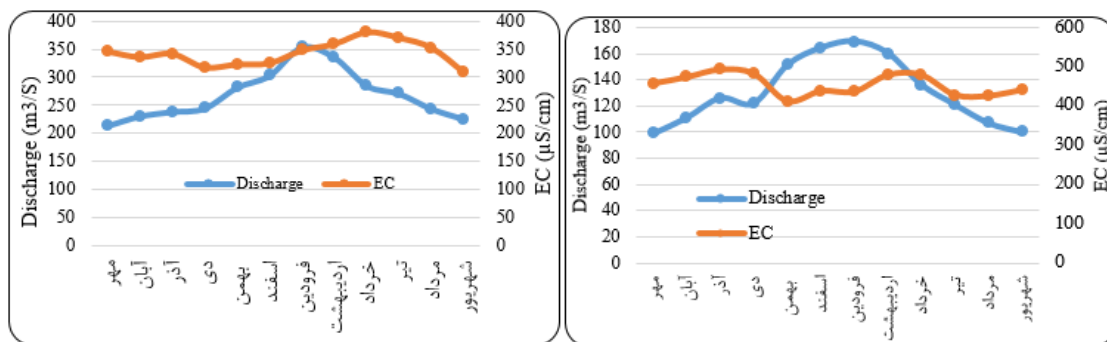 Discharge (m3/S)
400
350
300
250
200
150
100
50
0
Discharge
EC
400
350
300
250
200
150
100
50
0
EC (µS/cm)
مهر
آبان
آذر
دی
بهمن
اسفند
فرودین
اردیبهشت
خرداد
تیر
مرداد
شهریور
Discharge (m3/S)
180
160
140
120
100
80
60
40
20
0
Discharge
EC
600
500
400
300
200
100
0
EC (µS/cm)
مهر
آبان
آذر
دی
بهمن
اسفند
فرودین
اردیبهشت
خرداد
تیر
مرداد
شهریور